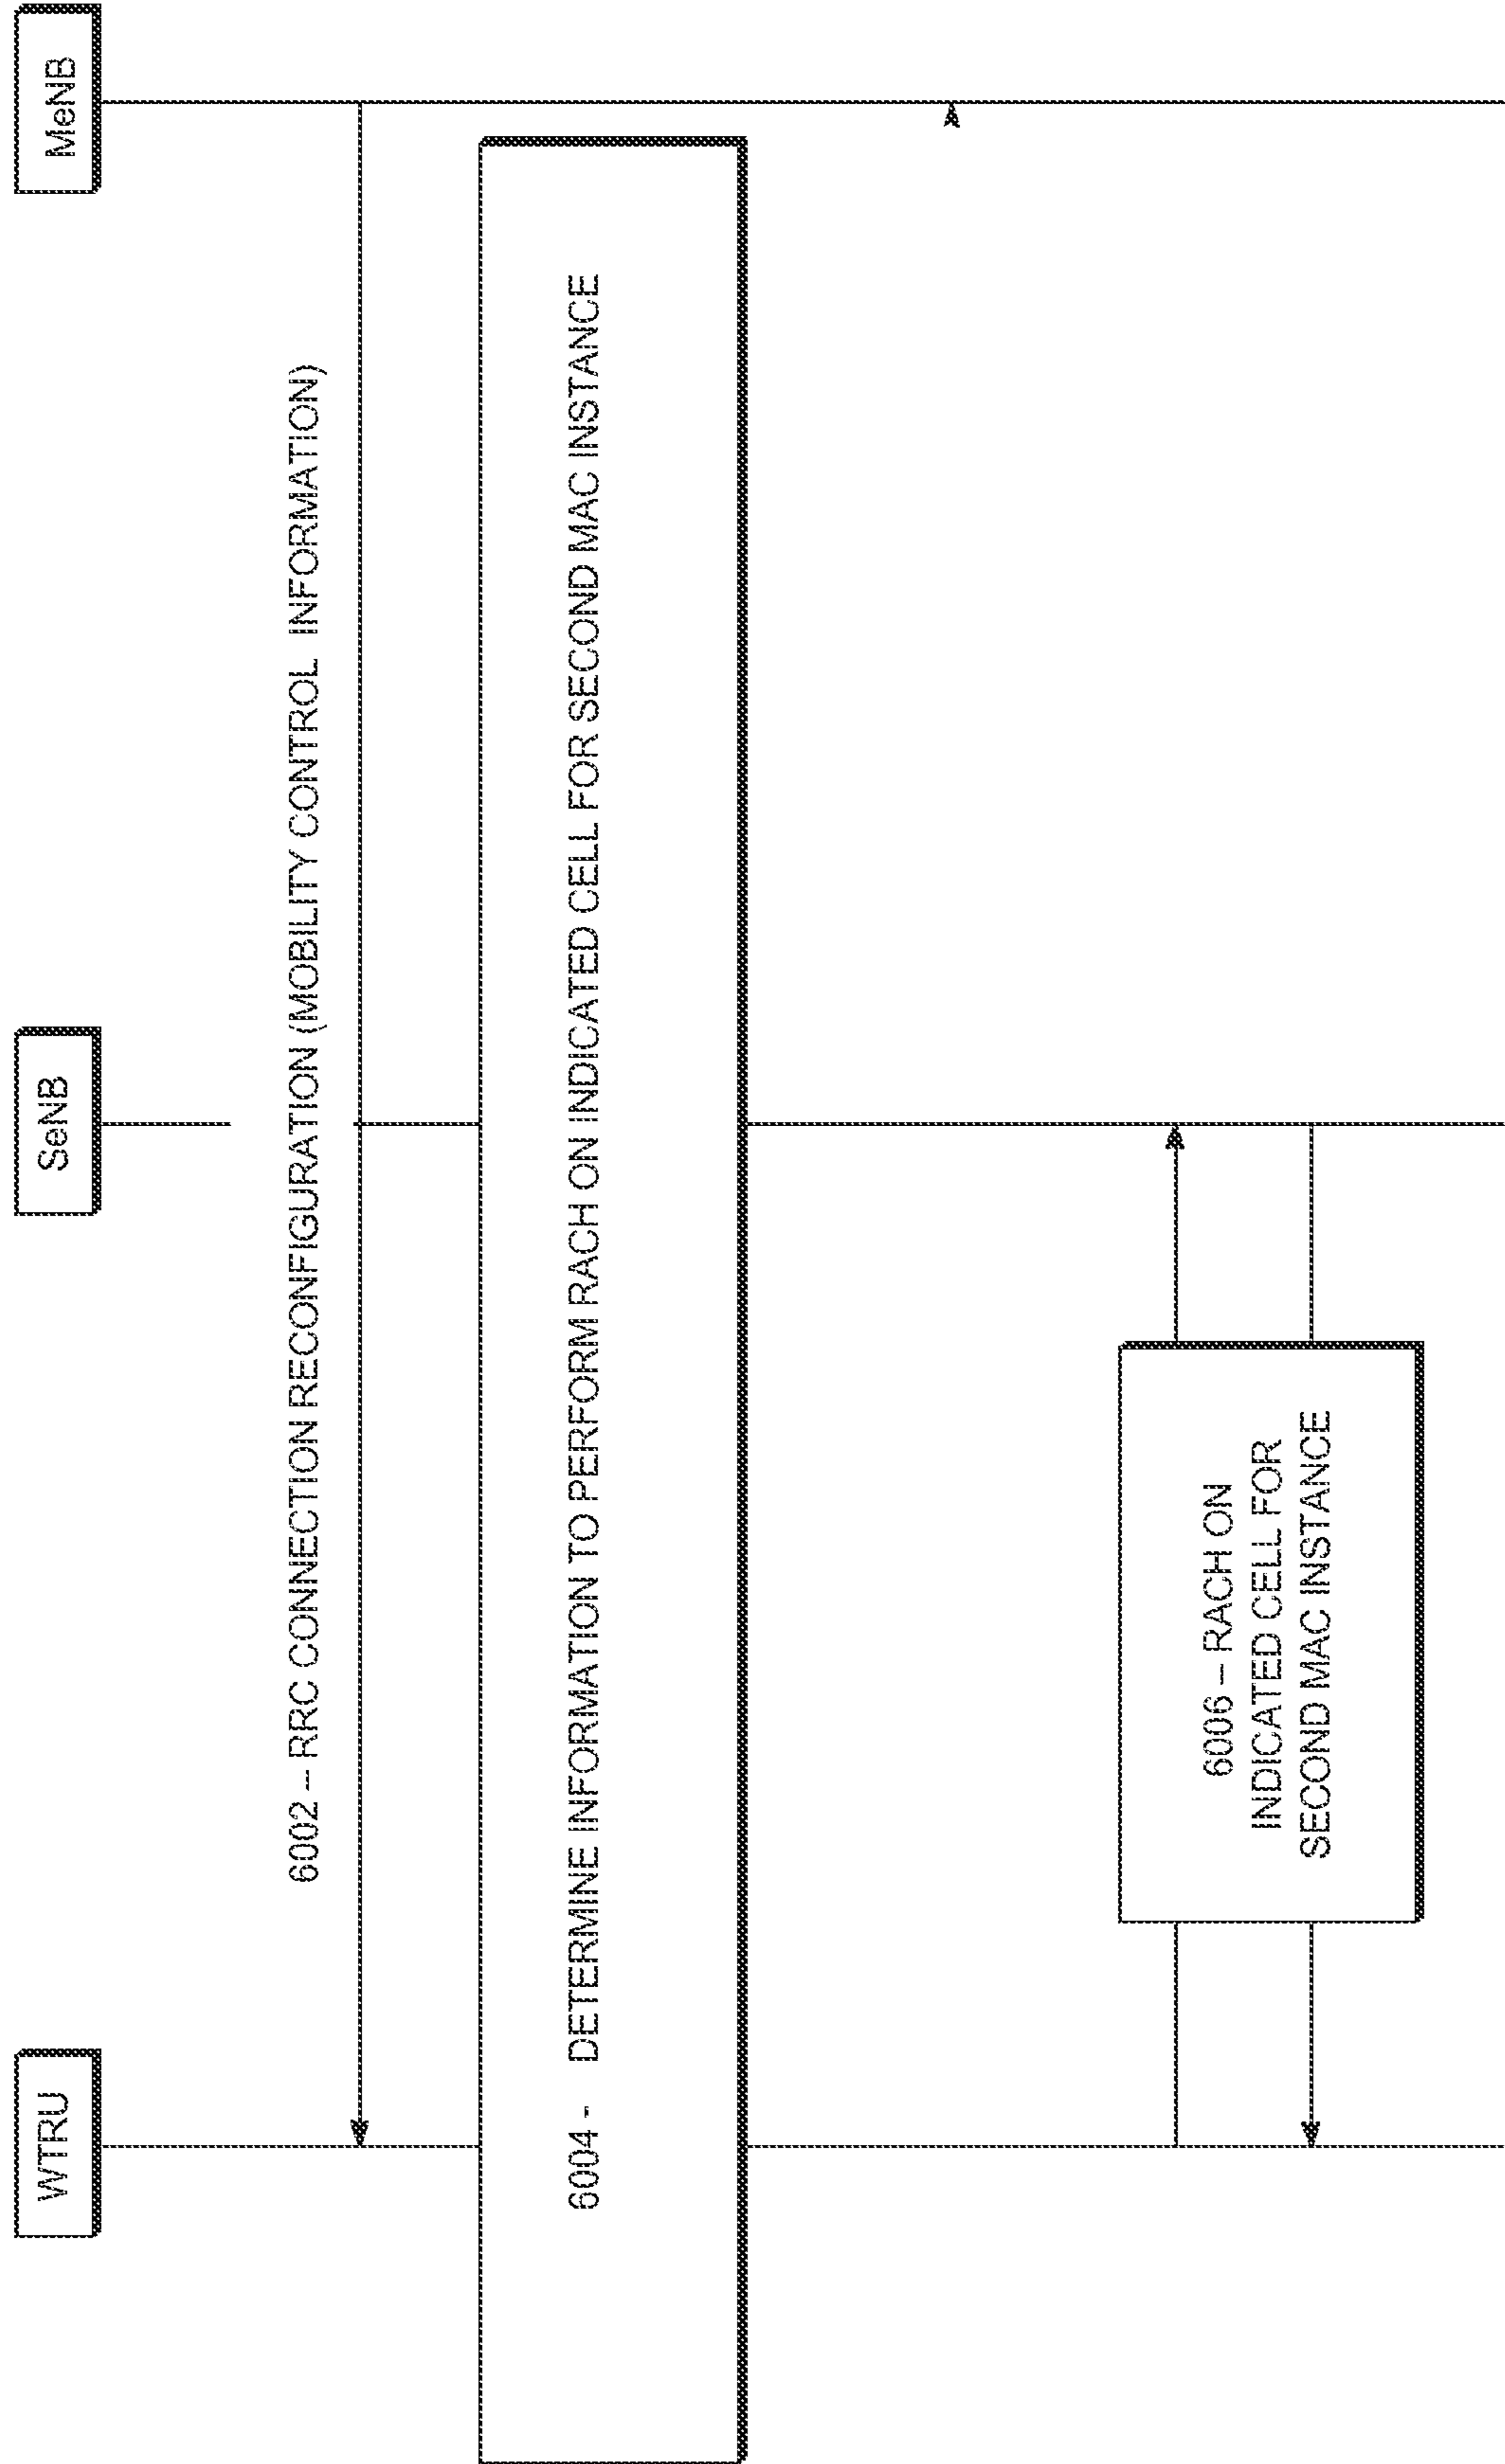 WTRU
SeNB
MeNB
6002 -- RRC CONNECTION RECONFIGURATION (MOBILITY CONTROL INFORMATION)
6004 - DETERMINE INFORMATION TO PERFORM RACH ON INDICATED CELL FOR SECOND MAC INSTANCE
6006 – RACH ON
INDICATED CELL FOR
SECOND MAC INSTANCE